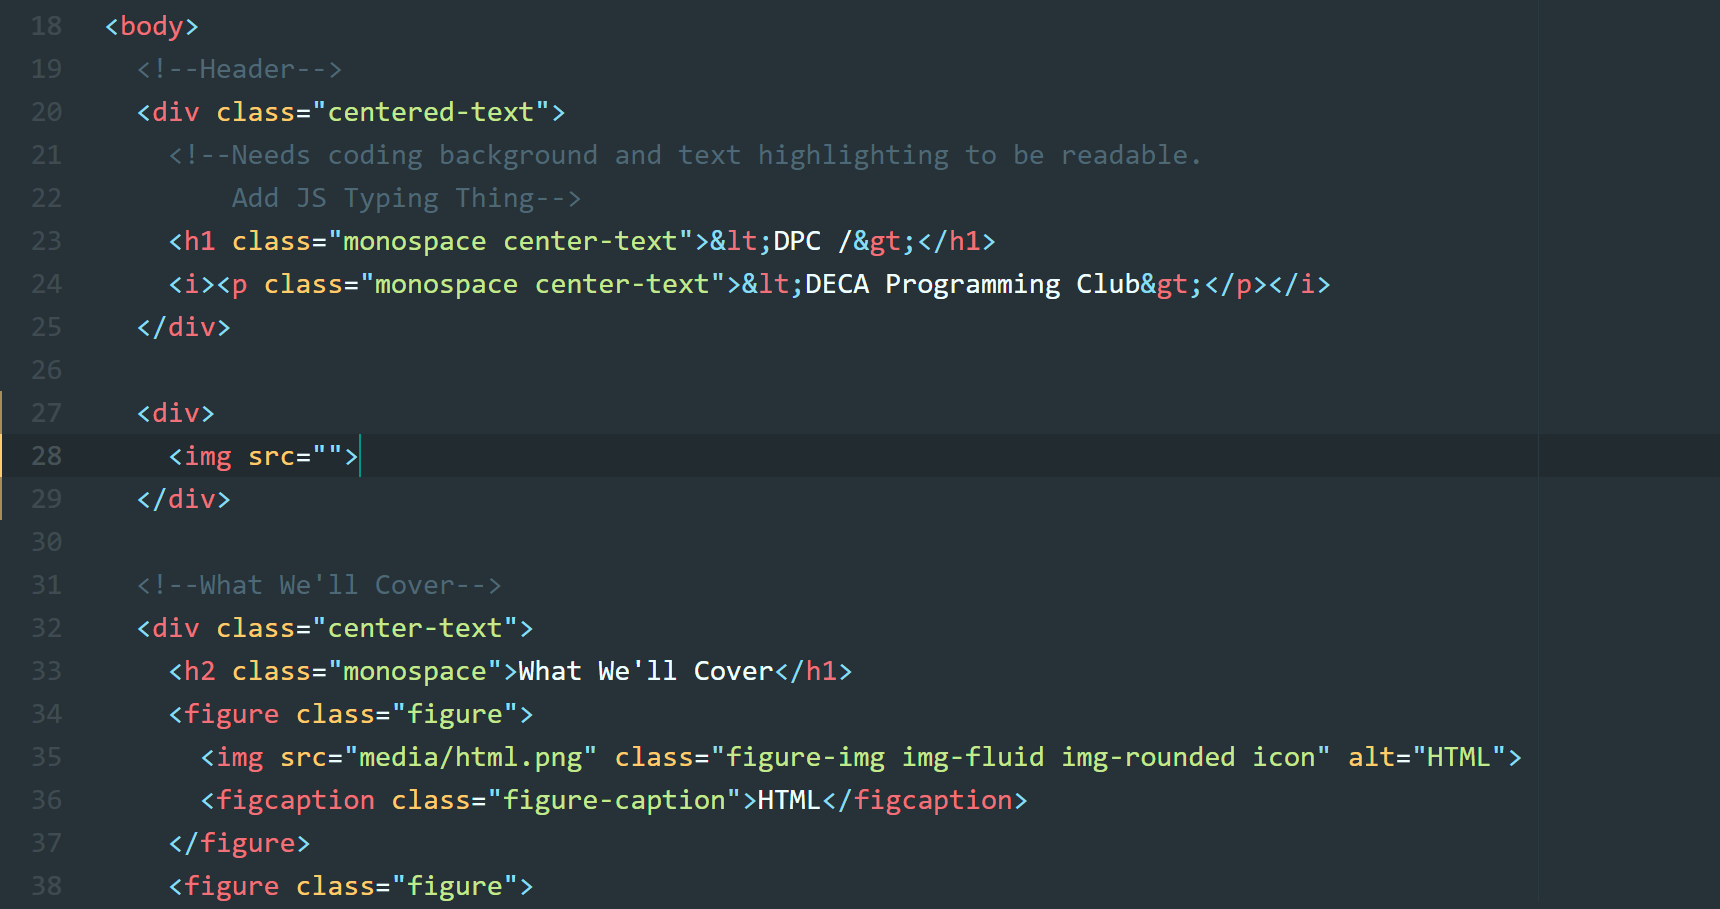 18 <body>
19 <!--Header-->
20 <div class="centered-text">
21 <!--Needs coding background and text highlighting to be readable.
22 Add JS Typing Thing-->
23 <h1 class="monospace center-text">&lt;DPC /&gt;</h1>
24 <i><p class="monospace center-text">&lt;DECA Programming Club&gt;</p></i>
25 </div>
26
27 <div>
28 <img src="">
29 </div>
30
31 <!--What We'll Cover-->
32 <div class="center-text">
33 <h2 class="monospace">What We'll Cover</h1>
34 <figure class="figure">
35 <img src="media/html.png" class="figure-img img-fluid img-rounded icon" alt="HTML">
36 <figcaption class="figure-caption">HTML</figcaption>
37 </figure>
38 <figure class="figure">